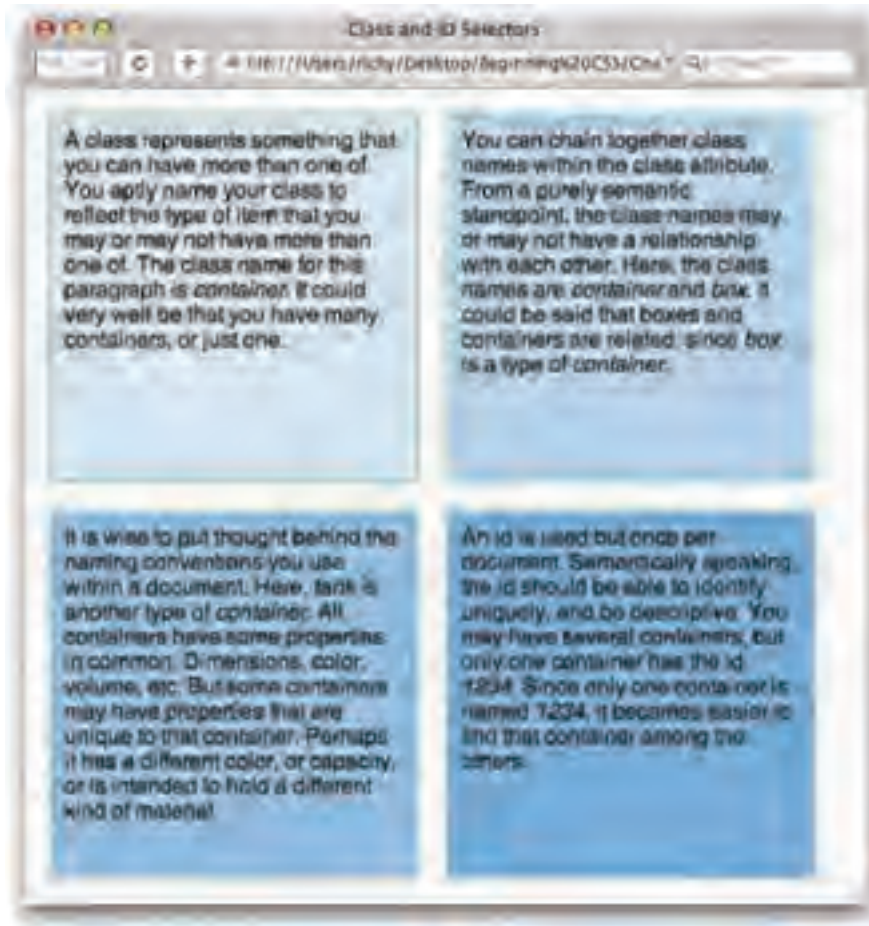 Class and ID Selectors
A class represents something that
you can have more than one of.
You aptly name your class to
reflect the type of item that you
may or may not have more than
one of. The class name for this
paragraph is container. It could
very well be that you have many
containers, or just one.
You can chain together class
names within the class attribute.
From a purely semantic
standpoint, the class names may
or may not have a relationship
with each other. Here, the class
names are container and box. It
could be said that boxes and
containers are related, since box
is a type of container.
It is wise to put thought behind the
naming conventions you use
within a document. Here, tank is
another type of container. All
containers have some properties
in common. Dimensions, color,
volume, etc. But some containers
may have properties that are
unique to that container. Perhaps
it has a different color, or capacity,
or is intended to hold a different
kind of material.
An id is used but once per
document. Semantically speaking,
the id should be able to identify
uniquely, and be descriptive. You
may have several containers, but
only one container has the id
1234. Since only one container is
named 1234, it becomes easier to
find that container among the
others.